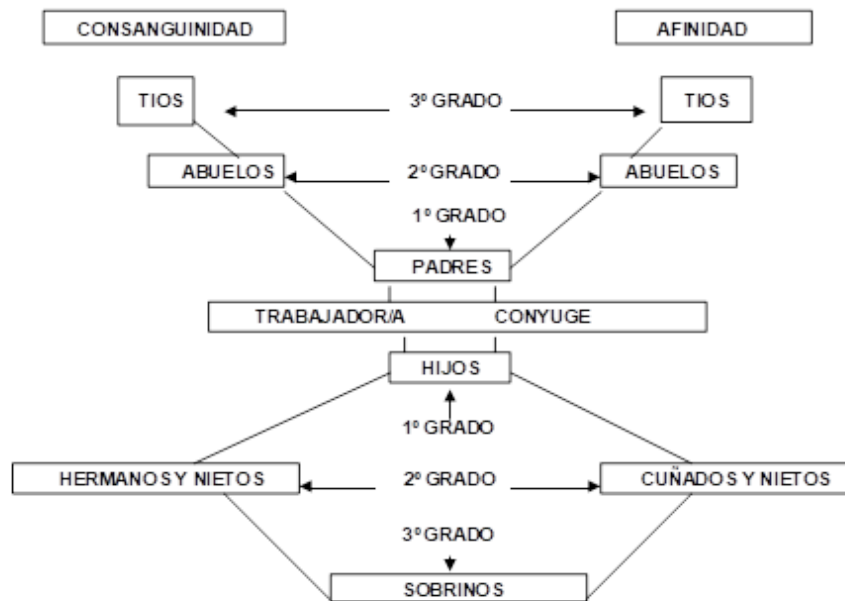 CONSANGUINIDAD AFINIDAD
TIOS 3º GRADO TIOS
ABUELOS 2º GRADO ABUELOS
1º GRADO
PADRES
TRABAJADOR/A CONYUGE
HIJOS
1º GRADO
HERMANOS Y NIETOS 2º GRADO CUÑADOS Y NIETOS
3º GRADO
SOBRINOS